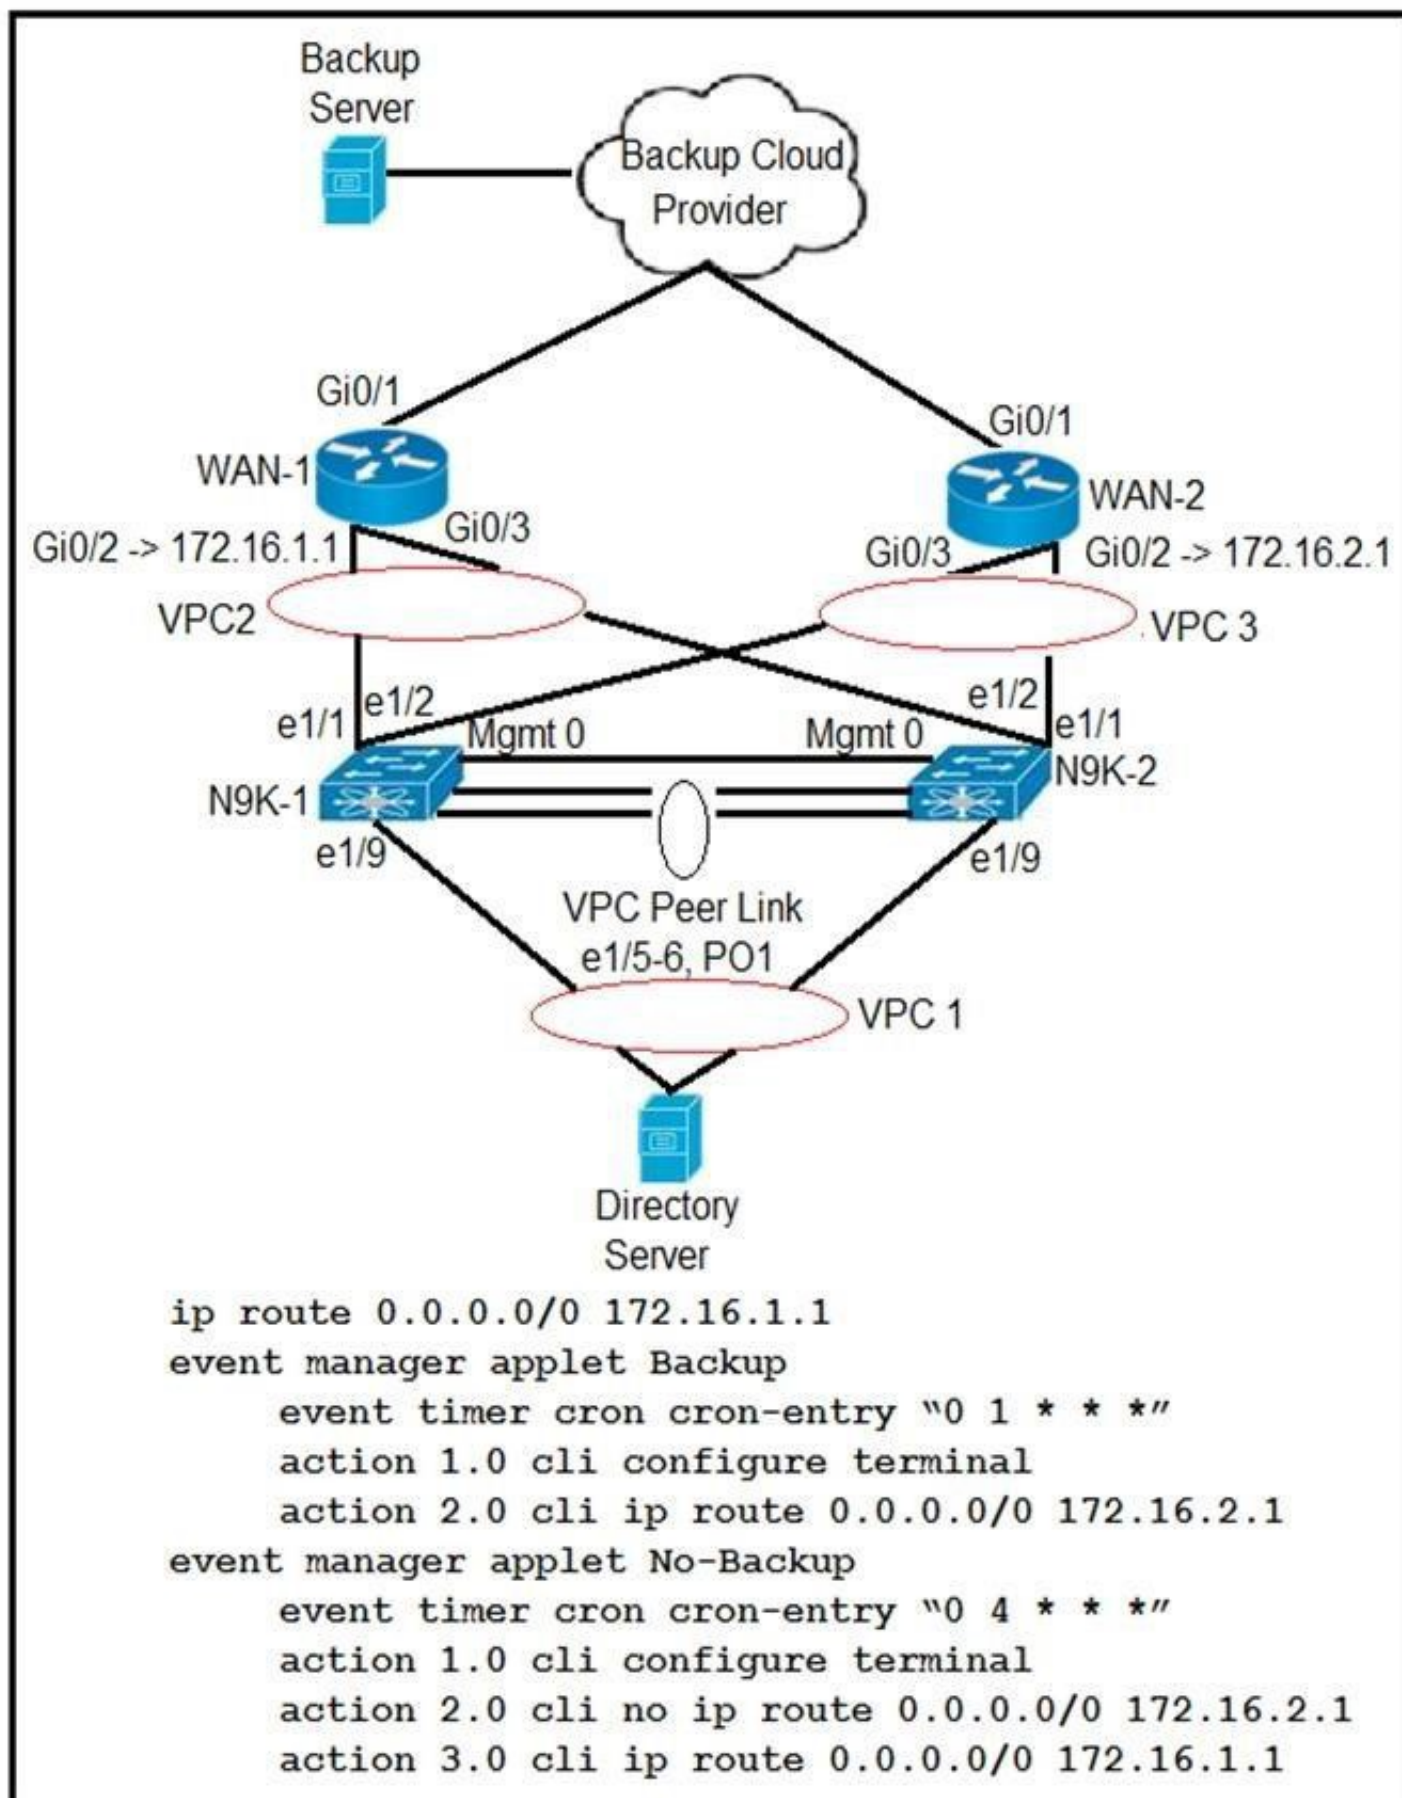 Backup
Server
Backup Cloud
Provider
Gi0/1
Gi0/1
WAN-1
WAN-2
Gi0/3
Gi0/2 -> 172.16.1.1
Gi0/3
Gi0/2 -> 172.16.2.1
VPC2
VPC 3
e1/1
e1/2
e1/2
e1/1
Mgmt 0
Mgmt 0
N9K-1
N9K-2
e1/9
e1/9
VPC Peer Link
e1/5-6, PO1
VPC 1
Directory
Server
ip route 0.0.0.0/0 172.16.1.1
event manager applet Backup
event timer cron cron-entry “0 1 * * *”
action 1.0 cli configure terminal
action 2.0 cli ip route 0.0.0.0/0 172.16.2.1
event manager applet No-Backup
event timer cron cron-entry “0 4 * * *”
action 1.0 cli configure terminal
action 2.0 cli no ip route 0.0.0.0/0 172.16.2.1
action 3.0 cli ip route 0.0.0.0/0 172.16.1.1